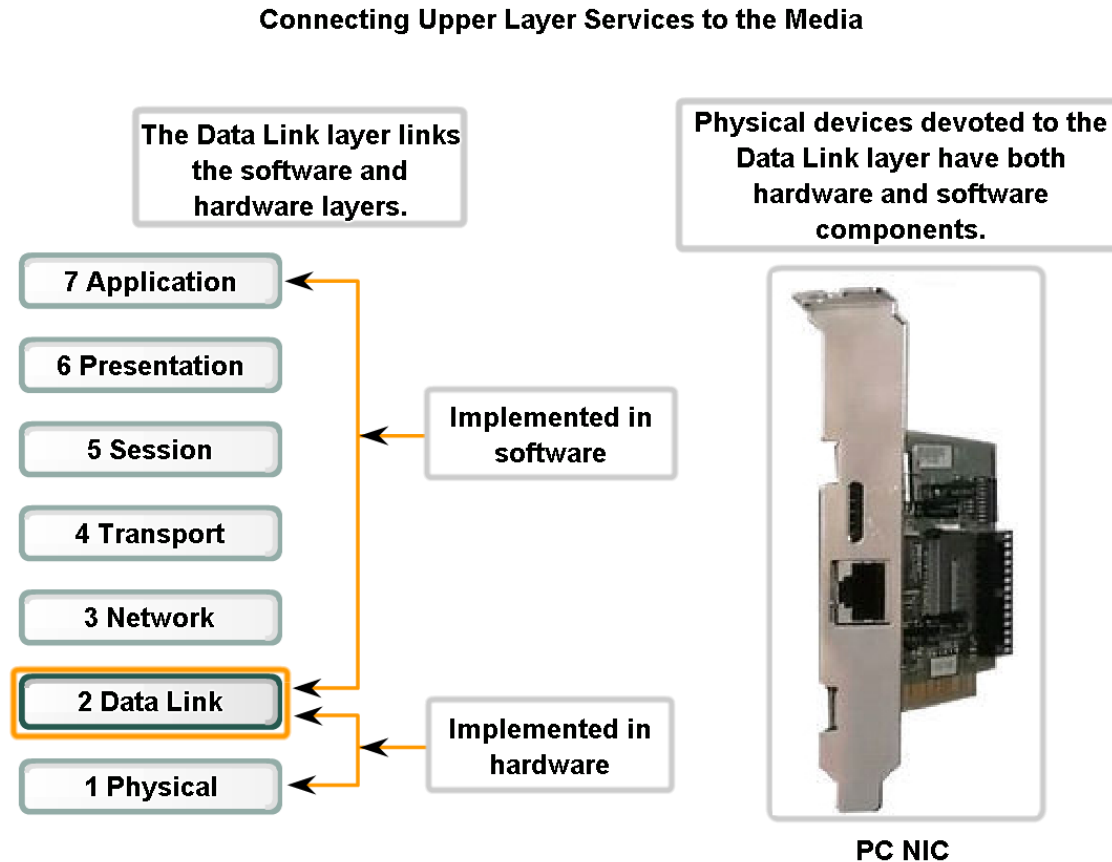 Connecting Upper Layer Services to the Media
The Data Link layer links
the software and
hardware layers.
Physical devices devoted to the
Data Link layer have both
hardware and software
components.
7 Application
6 Presentation
5 Session
4 Transport
3 Network
2 Data Link
1 Physical
Implemented in
software
Implemented in
hardware
PC NIC